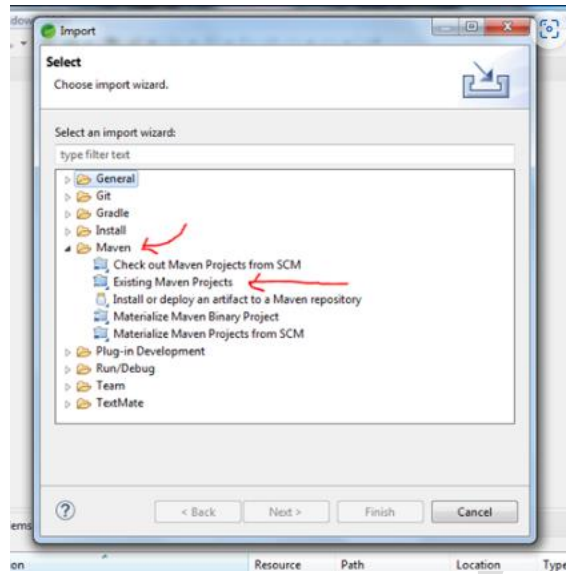 Import
Select
Choose import wizard.
Select an import wizard:
type filter text
General
Git
Gradle
Install
Maven
Check out Maven Projects from SCM
Existing Maven Projects
Install or deploy an artifact to a Maven repository
Materialize Maven Binary Project
Materialize Maven Projects from SCM
Plug-in Development
Run/Debug
Team
TextMate
? < Back Next > Finish Cancel
ems
on Resource Path Location Type